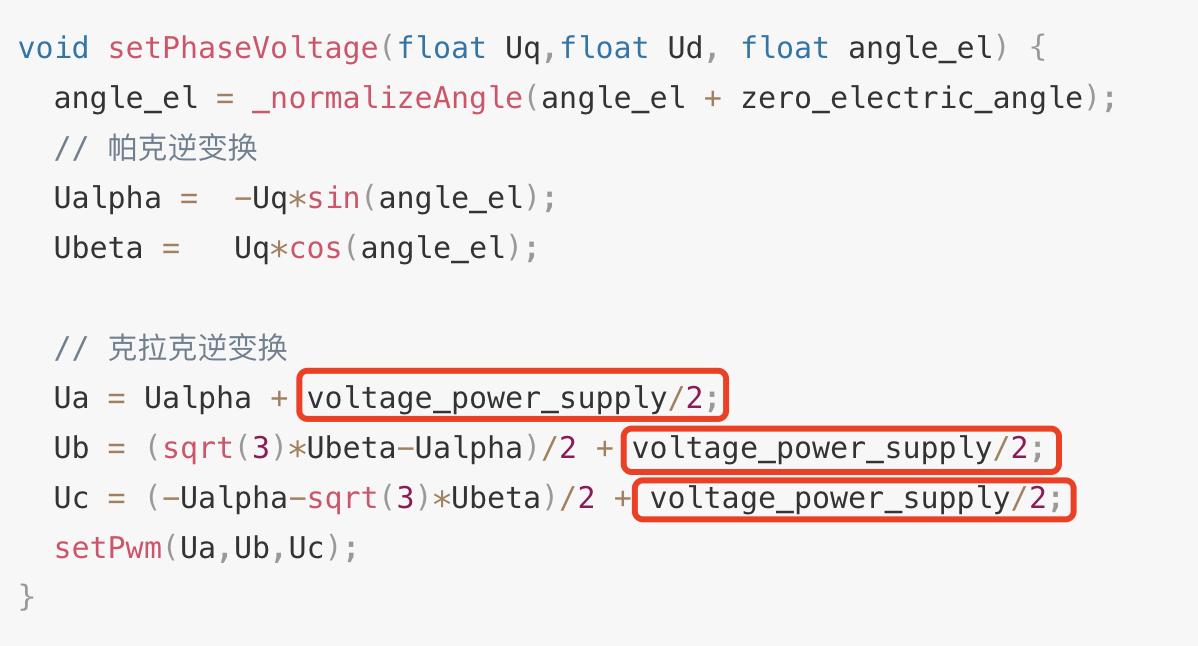 void setPhaseVoltage(float Uq,float Ud, float angle_el) {
  angle_el = _normalizeAngle(angle_el + zero_electric_angle);
  // 帕克逆变换
  Ualpha =  -Uq*sin(angle_el);
  Ubeta =   Uq*cos(angle_el);
  // 克拉克逆变换
  Ua = Ualpha + voltage_power_supply/2;
  Ub = (sqrt(3)*Ubeta-Ualpha)/2 + voltage_power_supply/2;
  Uc = (-Ualpha-sqrt(3)*Ubeta)/2 + voltage_power_supply/2;
  setPwm(Ua,Ub,Uc);
}